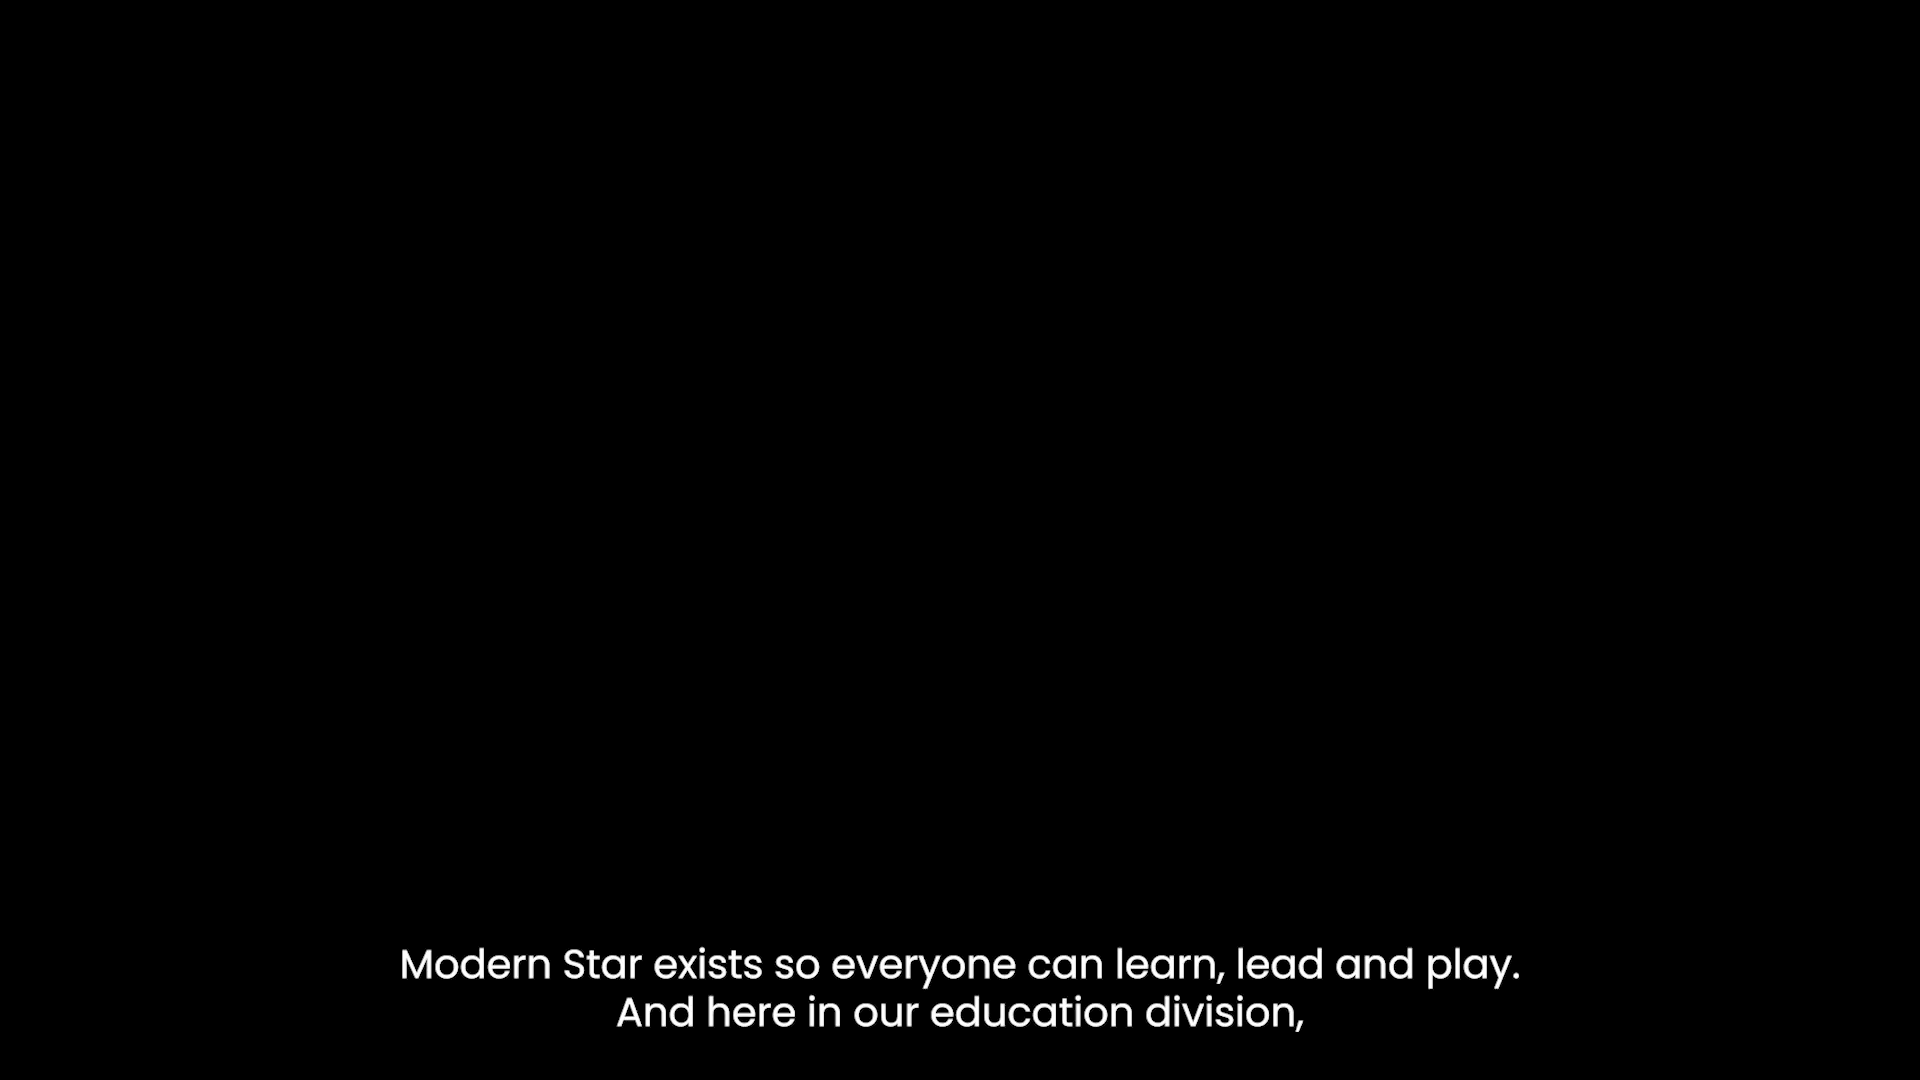 Modern Star exists so everyone can learn, lead and play.
And here in our education division,